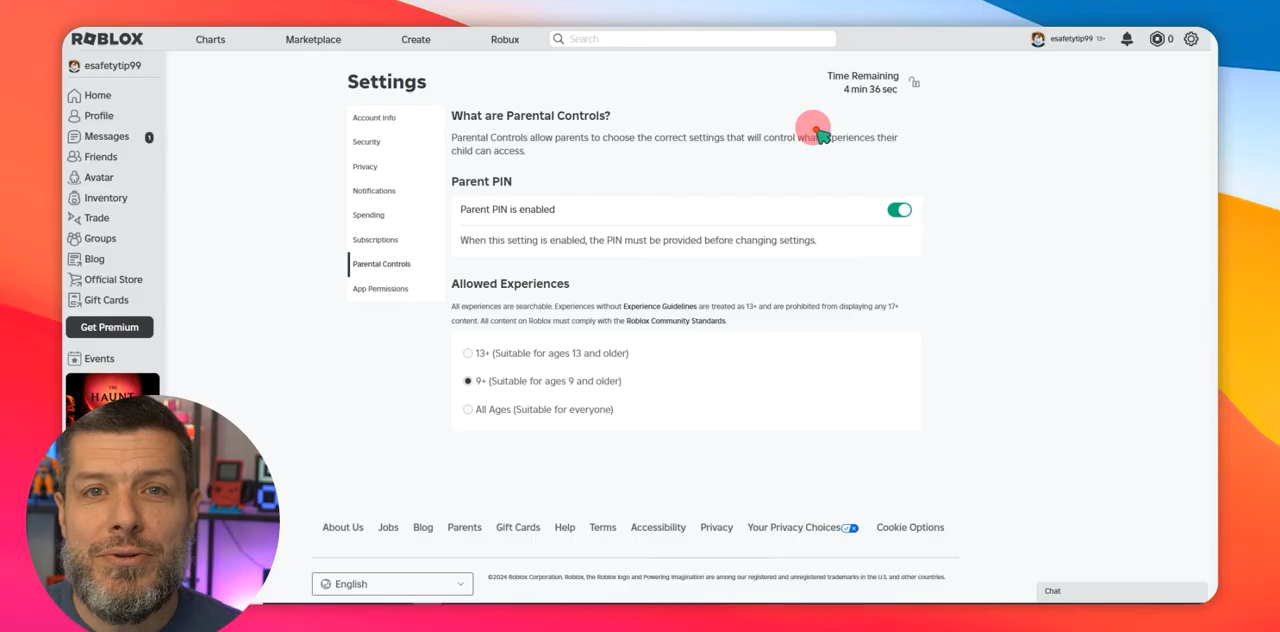 ROBLOX
Charts
Marketplace
Create
Robux
Search
esafetytip99 13+
0
esafetytip99
Home
Profile
Messages
1
Friends
Avatar
Inventory
Trade
Groups
Blog
Official Store
Gift Cards
Get Premium
Events
THE
HAUNT
Settings
Time Remaining
4 min 36 sec
Account Info
Security
Privacy
Notifications
Spending
Subscriptions
Parental Controls
App Permissions
What are Parental Controls?
Parental Controls allow parents to choose the correct settings that will control what experiences their
child can access.
Parent PIN
Parent PIN is enabled
When this setting is enabled, the PIN must be provided before changing settings.
Allowed Experiences
All experiences are searchable. Experiences without Experience Guidelines are treated as 13+ and are prohibited from displaying any 17+
content. All content on Roblox must comply with the Roblox Community Standards.
13+ (Suitable for ages 13 and older)
9+ (Suitable for ages 9 and older)
All Ages (Suitable for everyone)
About Us
Jobs
Blog
Parents
Gift Cards
Help
Terms
Accessibility
Privacy
Your Privacy Choices
Cookie Options
English
©2024 Roblox Corporation. Roblox, the Roblox logo and Powering Imagination are among our registered and unregistered trademarks in the U.S. and other countries.
Chat